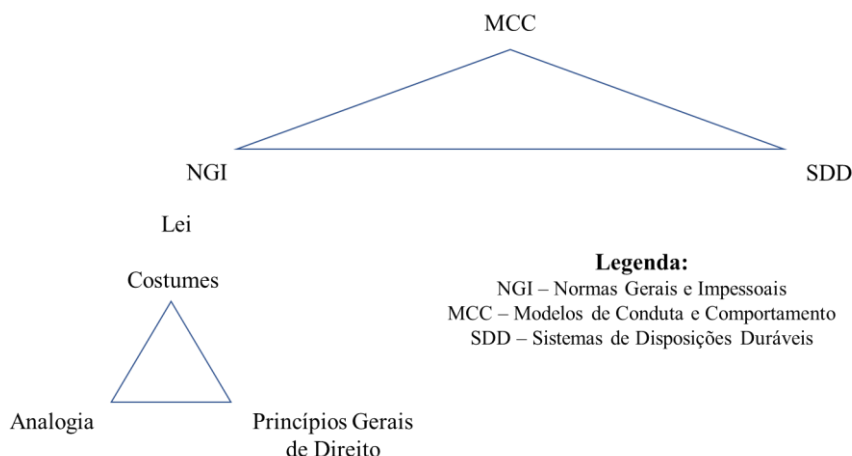 MCC
NGI
SDD
Lei
Costumes
Analogia
Princípios Gerais
de Direito
Legenda:
NGI – Normas Gerais e Impessoais
MCC – Modelos de Conduta e Comportamento
SDD – Sistemas de Disposições Duráveis